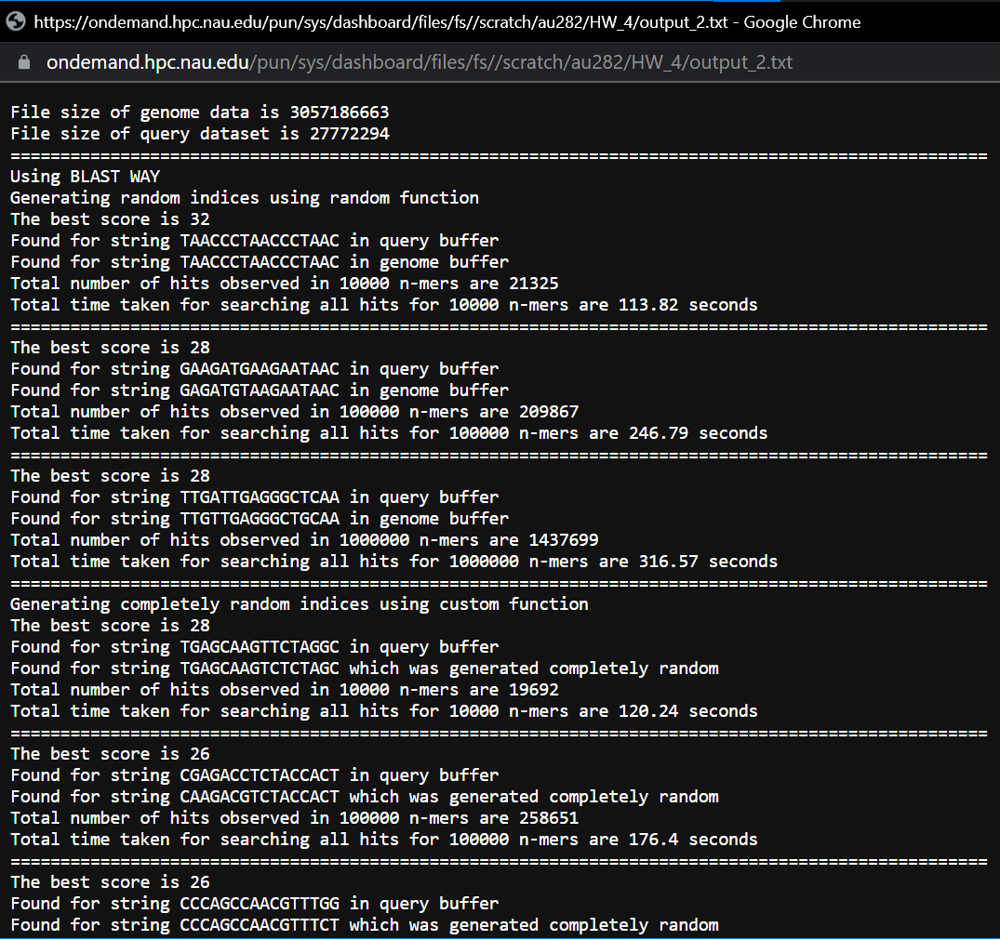 https://ondemand.hpc.nau.edu/pun/sys/dashboard/files/fs//scratch/au282/HW_4/output_2.txt - Google Chrome
ondemand.hpc.nau.edu/pun/sys/dashboard/files/fs//scratch/au282/HW_4/output_2.txt
File size of genome data is 3057186663
File size of query dataset is 27772294
==================================================================================================
Using BLAST WAY
Generating random indices using random function
The best score is 32
Found for string TAACCCTAACCCTAAC in query buffer
Found for string TAACCCTAACCCTAAC in genome buffer
Total number of hits observed in 10000 n-mers are 21325
Total time taken for searching all hits for 10000 n-mers are 113.82 seconds
==================================================================================================
The best score is 28
Found for string GAAGATGAAGAATAAC in query buffer
Found for string GAGATGTAAGAATAAC in genome buffer
Total number of hits observed in 100000 n-mers are 209867
Total time taken for searching all hits for 100000 n-mers are 246.79 seconds
==================================================================================================
The best score is 28
Found for string TTGATTGAGGGCTCAA in query buffer
Found for string TTGTTGAGGGCTGCAA in genome buffer
Total number of hits observed in 1000000 n-mers are 1437699
Total time taken for searching all hits for 1000000 n-mers are 316.57 seconds
==================================================================================================
Generating completely random indices using custom function
The best score is 28
Found for string TGAGCAAGTTCTAGGC in query buffer
Found for string TGAGCAAGTCTCTAGC which was generated completely random
Total number of hits observed in 10000 n-mers are 19692
Total time taken for searching all hits for 10000 n-mers are 120.24 seconds
==================================================================================================
The best score is 26
Found for string CGAGACCTCTACCACT in query buffer
Found for string CAAGACGTCTACCACT which was generated completely random
Total number of hits observed in 100000 n-mers are 258651
Total time taken for searching all hits for 100000 n-mers are 176.4 seconds
==================================================================================================
The best score is 26
Found for string CCCAGCCAACGTTTGG in query buffer
Found for string CCCAGCCAACGTTTCT which was generated completely random